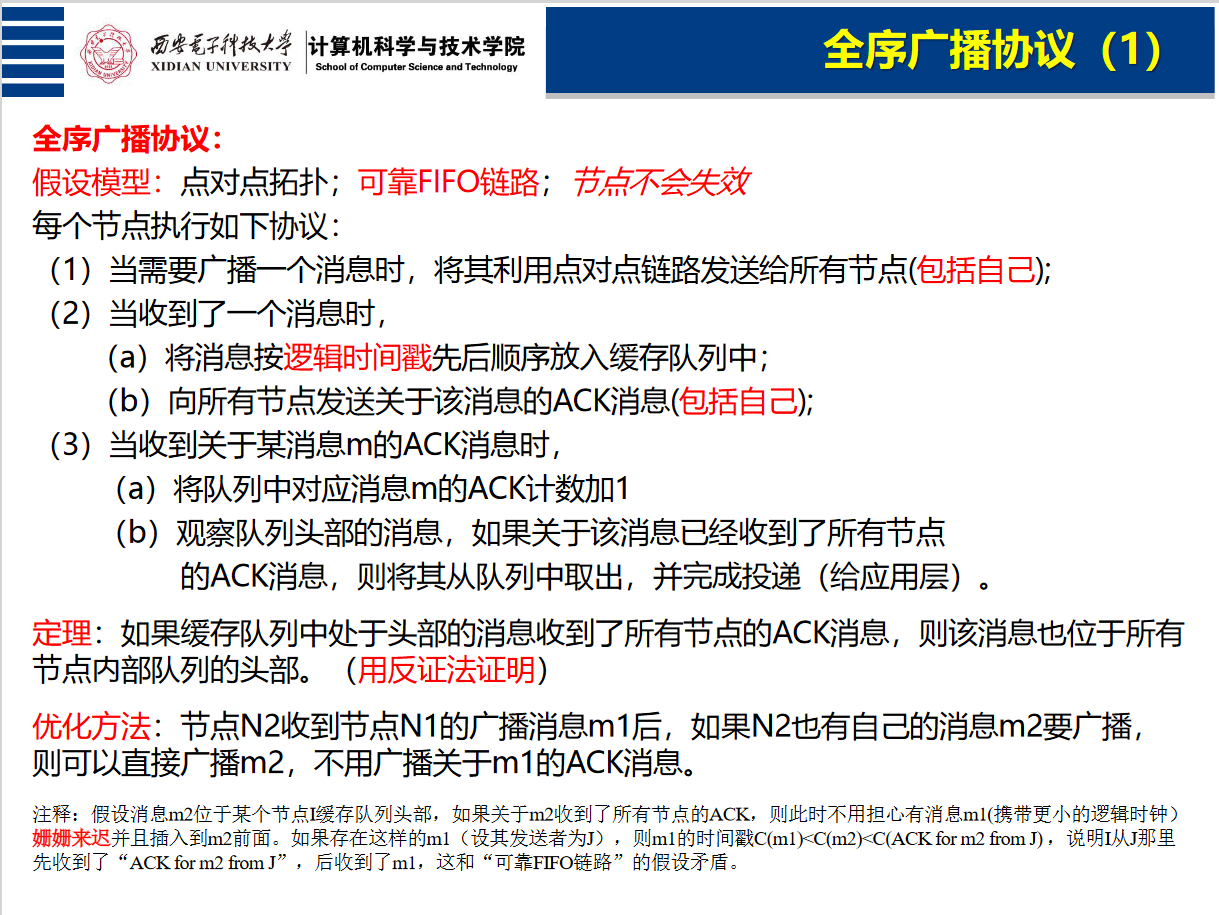 西安电子科技大学
XIDIAN UNIVERSITY
计算机科学与技术学院
School of Computer Science and Technology
全序广播协议（1）
全序广播协议：
假设模型：点对点拓扑；可靠FIFO链路；节点不会失效
每个节点执行如下协议：
（1）当需要广播一个消息时，将其利用点对点链路发送给所有节点(包括自己);
（2）当收到了一个消息时，
（a）将消息按逻辑时间戳先后顺序放入缓存队列中；
（b）向所有节点发送关于该消息的ACK消息(包括自己);
（3）当收到关于某消息m的ACK消息时，
（a）将队列中对应消息m的ACK计数加1
（b）观察队列头部的消息，如果关于该消息已经收到了所有节点
的ACK消息，则将其从队列中取出，并完成投递（给应用层）。
定理：如果缓存队列中处于头部的消息收到了所有节点的ACK消息，则该消息也位于所有
节点内部队列的头部。（用反证法证明）
优化方法：节点N2收到节点N1的广播消息m1后，如果N2也有自己的消息m2要广播，
则可以直接广播m2，不用广播关于m1的ACK消息。
注释：假设消息m2位于某个节点I缓存队列头部，如果关于m2收到了所有节点的ACK，则此时不用担心有消息m1(携带更小的逻辑时钟）
姗姗来迟并且插入到m2前面。如果存在这样的m1（设其发送者为J），则m1的时间戳C(m1)<C(m2)<C(ACK for m2 from J)，说明I从J那里
先收到了“ACK for m2 from J”，后收到了m1，这和“可靠FIFO链路”的假设矛盾。